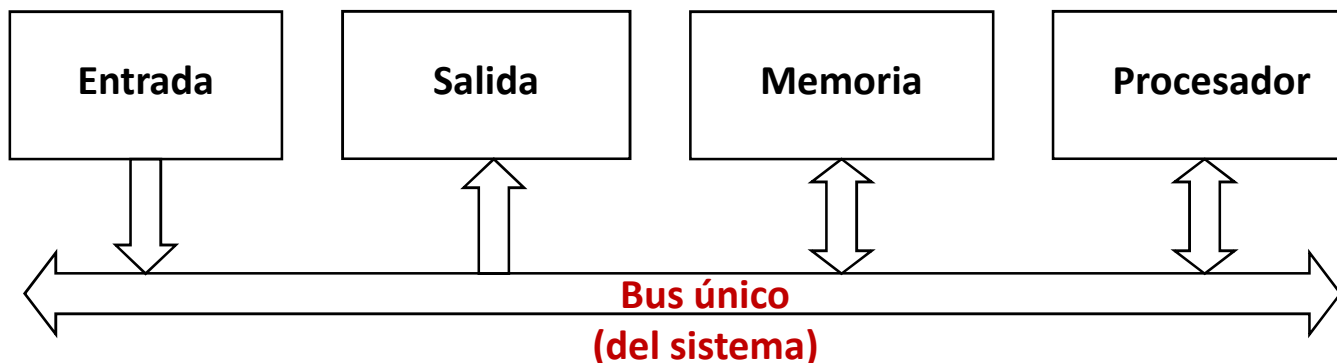 Entrada
Salida
Memoria
Procesador
Bus único
(del sistema)